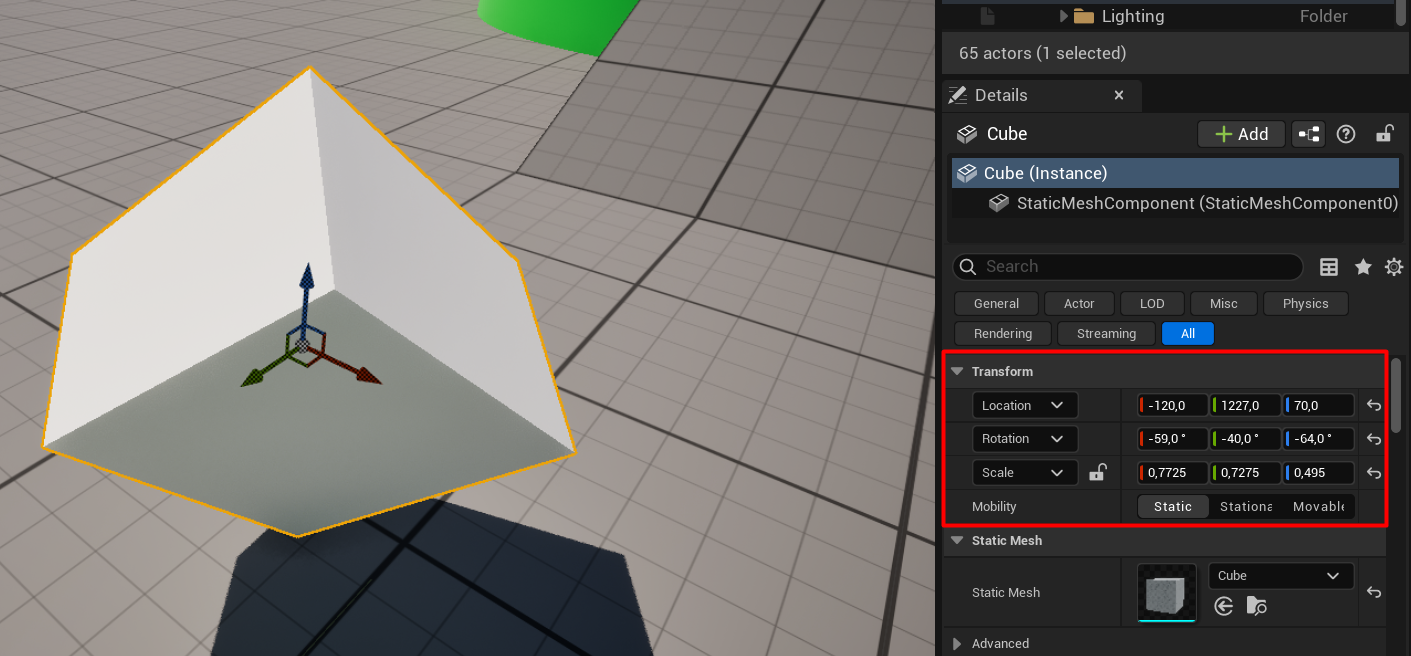 Lighting Folder
65 actors (1 selected)
Details
Cube Add
Cube (Instance)
StaticMeshComponent (StaticMeshComponent0)
Search
General Actor LOD Misc Physics
Rendering Streaming All
Transform
Location -120,0 1227,0 70,0
Rotation -59,0 ° -40,0 ° -64,0 °
Scale 0,7725 0,7275 0,495
Mobility Static Stationa Movable
Static Mesh
Cube
Static Mesh
Advanced